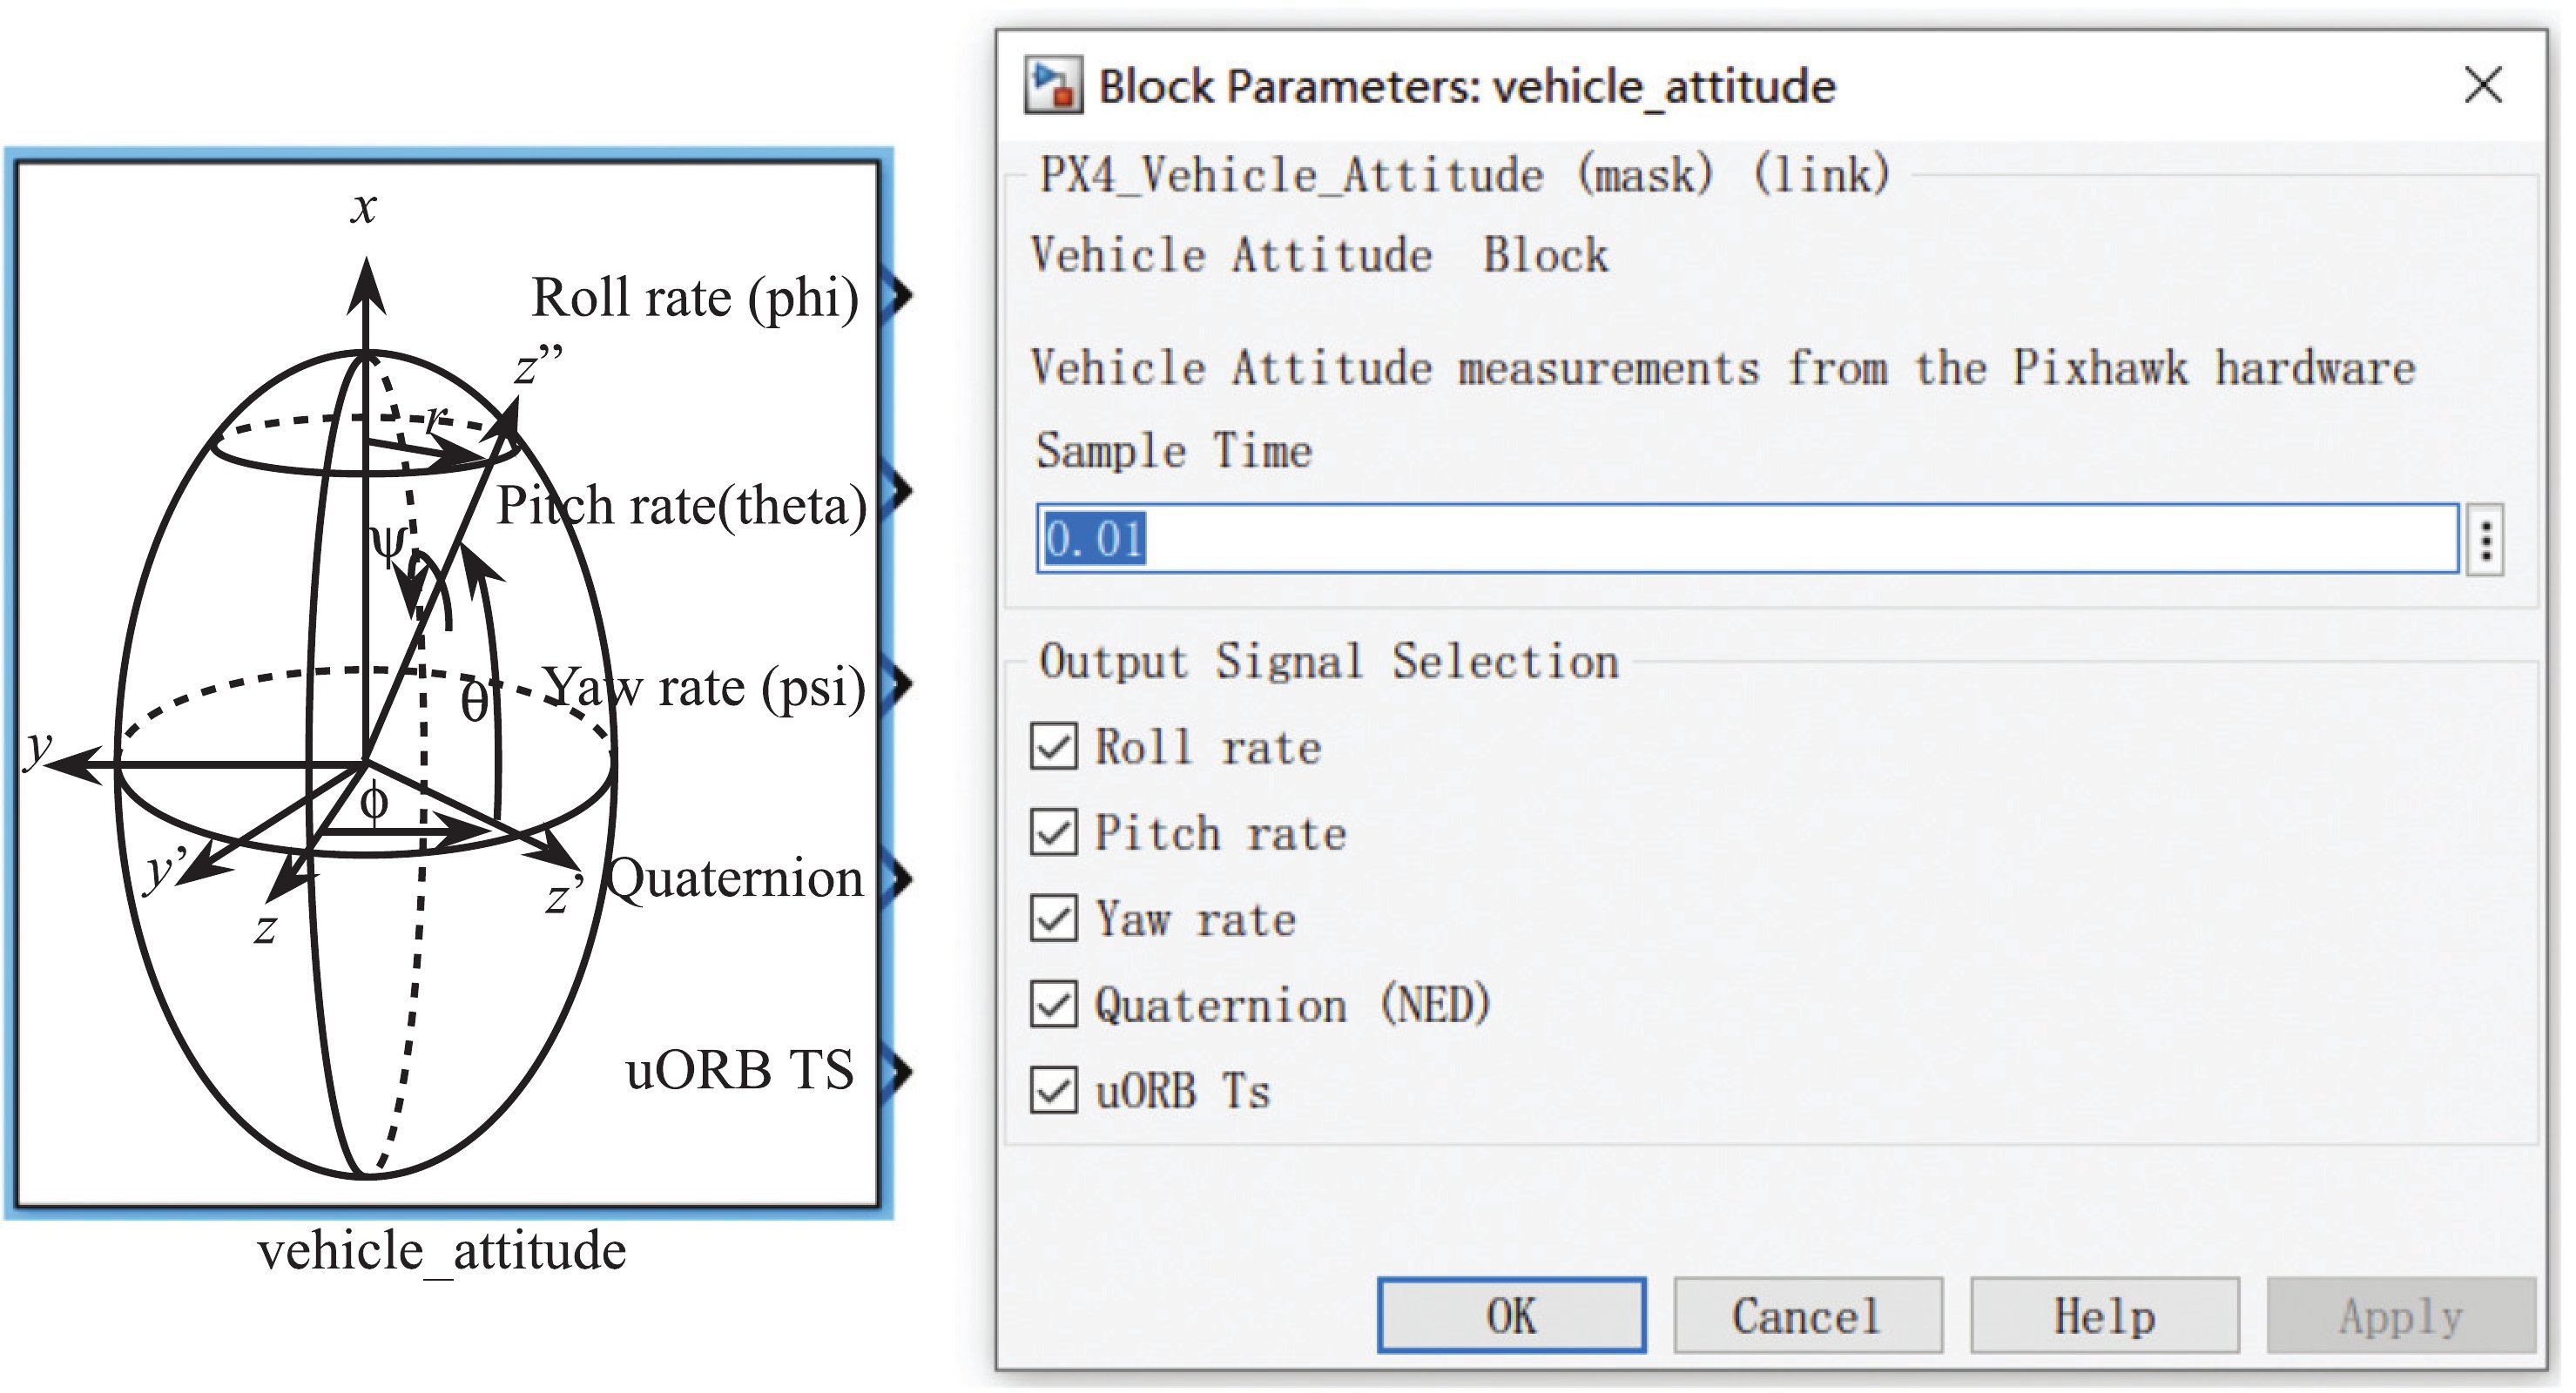 x
Roll rate (phi)
z”
r
Pitch rate(theta)
ψ
θ
Yaw rate (psi)
y
ϕ
y’
z
z’
Quaternion
uORB TS
vehicle_attitude
Block Parameters: vehicle_attitude
PX4_Vehicle_Attitude (mask) (link)
Vehicle Attitude  Block
Vehicle Attitude measurements from the Pixhawk hardware
Sample Time
0.01
Output Signal Selection
Roll rate
Pitch rate
Yaw rate
Quaternion (NED)
uORB Ts
OK Cancel Help Apply